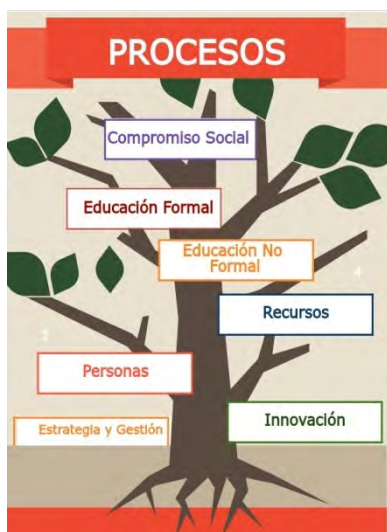 PROCESOS
Compromiso Social
Educación Formal
Educación No
Formal
Recursos
Personas
Innovación
Estrategia y Gestión